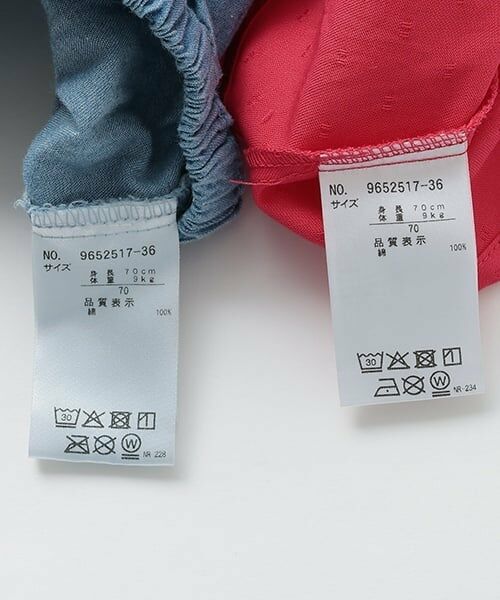 NO. 9652517-36
サイズ
身長 70cm
体重 9kg
70
品質表示
綿 100%
30
W
NR-228
NO. 9652517-36
サイズ
身長 70cm
体重 9kg
70
品質表示
綿 100%
30
W
NR-234